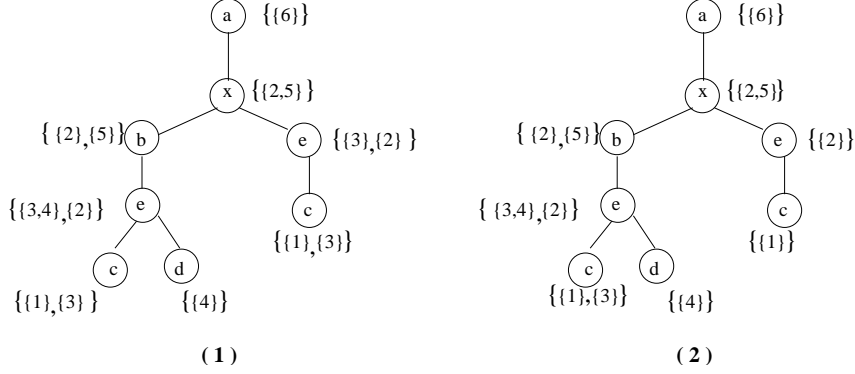 a {{6}} a {{6}}
x {{2,5}} x {{2,5}}
{{2},{5}} b e {{3},{2}} {{2},{5}} b e {{2}}
{{3,4},{2}} e c {{3,4},{2}} e c
{{1},{3}} {{1}}
c d c d
{{1},{3}} {{4}} {{1},{3}} {{4}}
(1) (2)